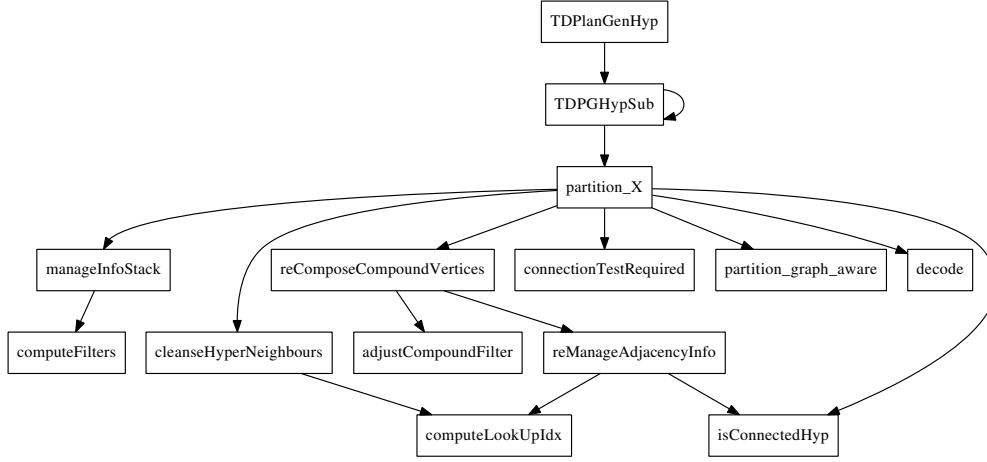 TDPlanGenHyp
TDPGHypSub
partition_X
manageInfoStack
reComposeCompoundVertices
connectionTestRequired
partition_graph_aware
decode
computeFilters
cleanseHyperNeighbours
adjustCompoundFilter
reManageAdjacencyInfo
computeLookUpIdx
isConnectedHyp